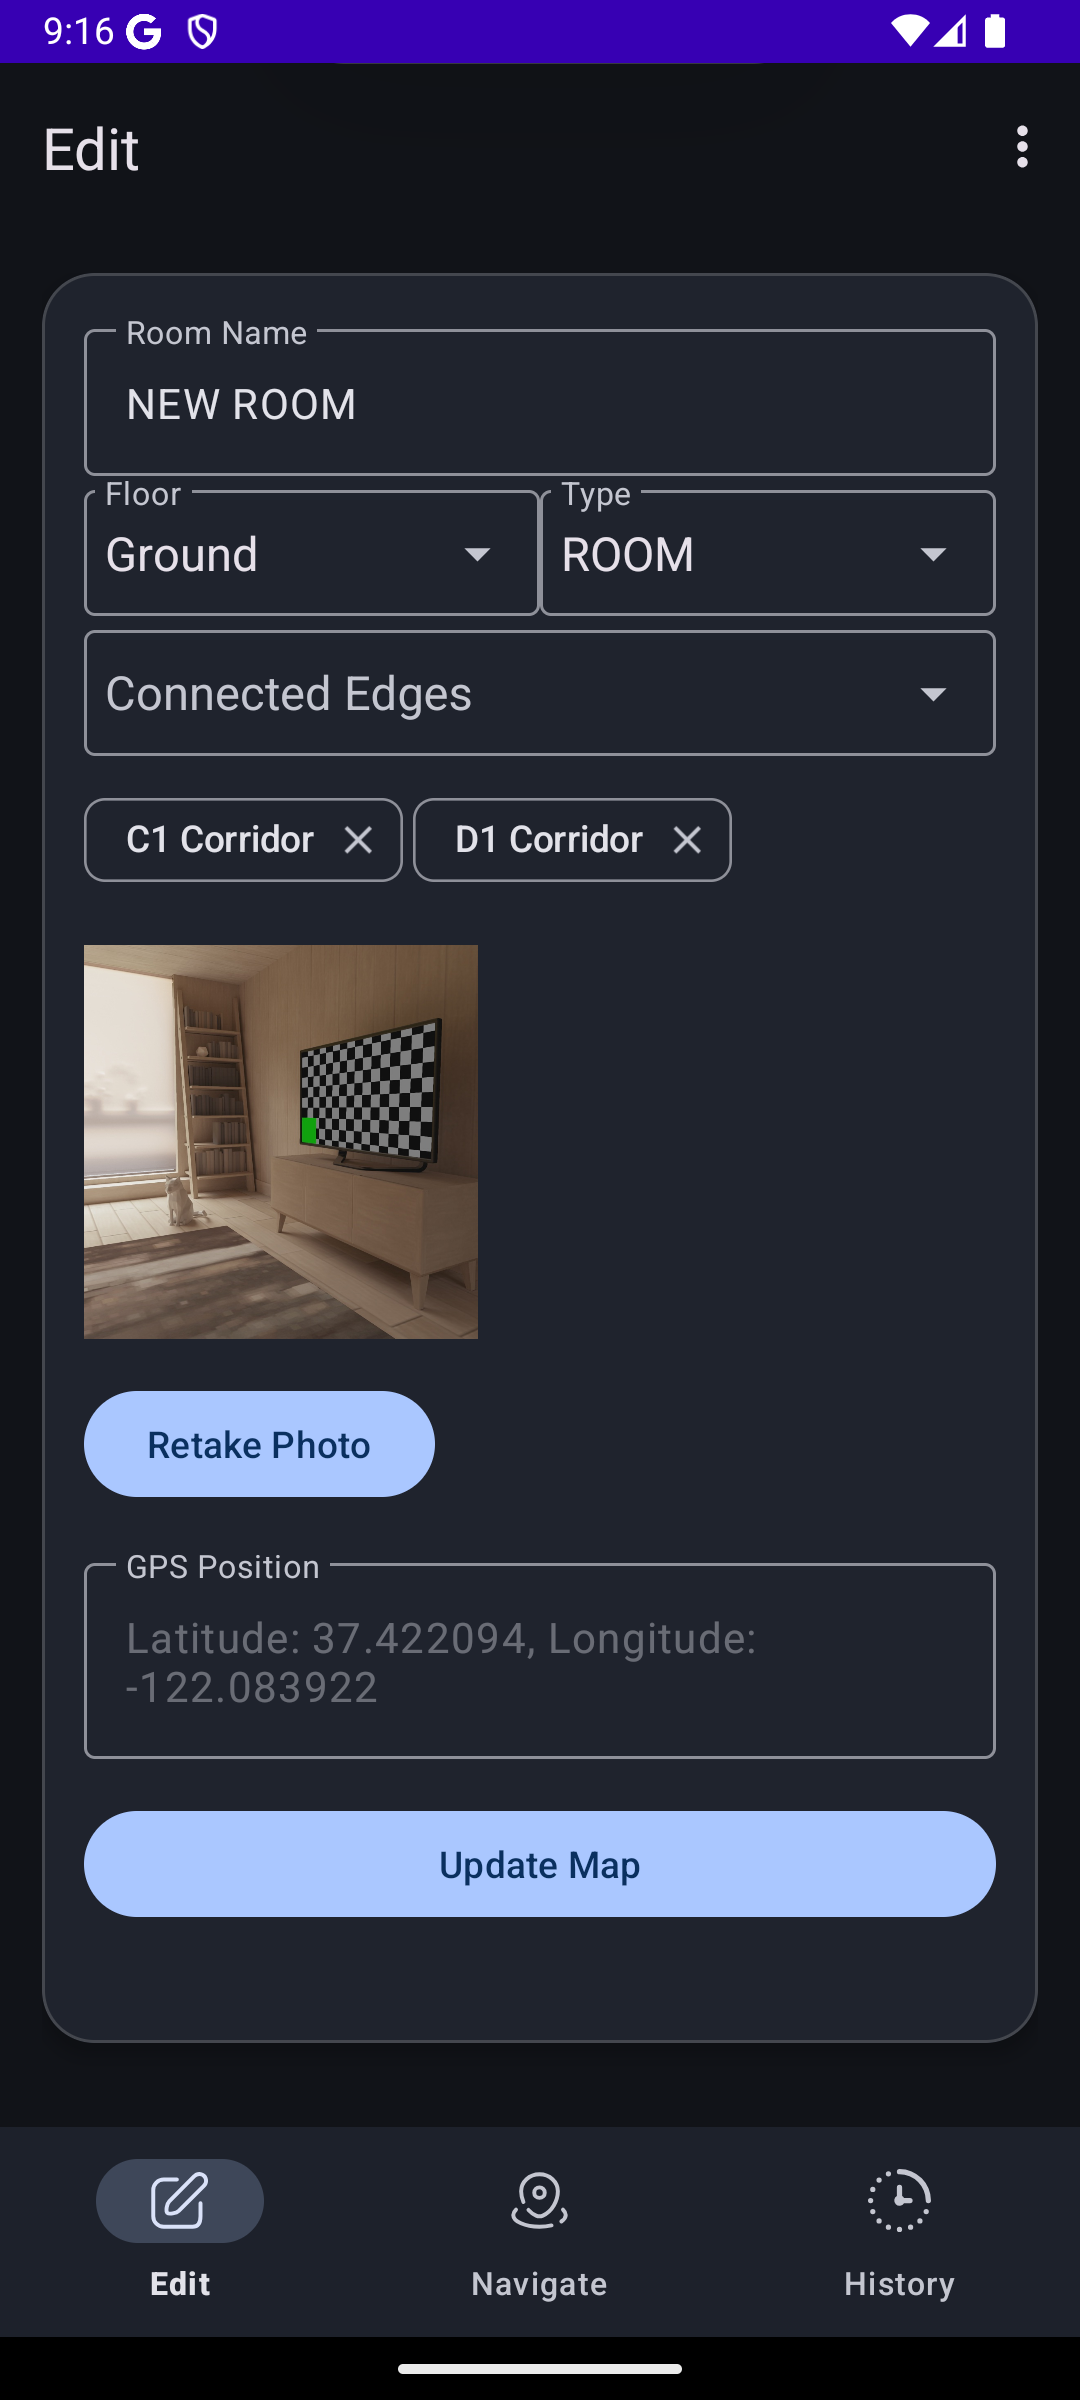 9:16
Edit
Room Name
NEW ROOM
Floor
Type
Ground
ROOM
Connected Edges
C1 Corridor
D1 Corridor
Retake Photo
GPS Position
Latitude: 37.422094, Longitude:
-122.083922
Update Map
Edit
Navigate
History